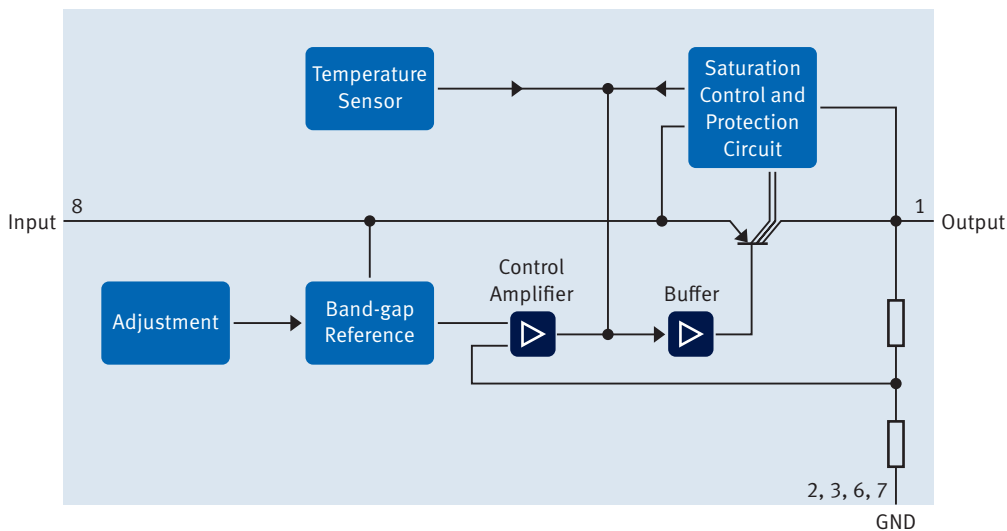 Temperature
Sensor
Saturation
Control and
Protection
Circuit
Input
8
1
Output
Adjustment
Band-gap
Reference
Control
Amplifier
Buffer
2, 3, 6, 7
GND